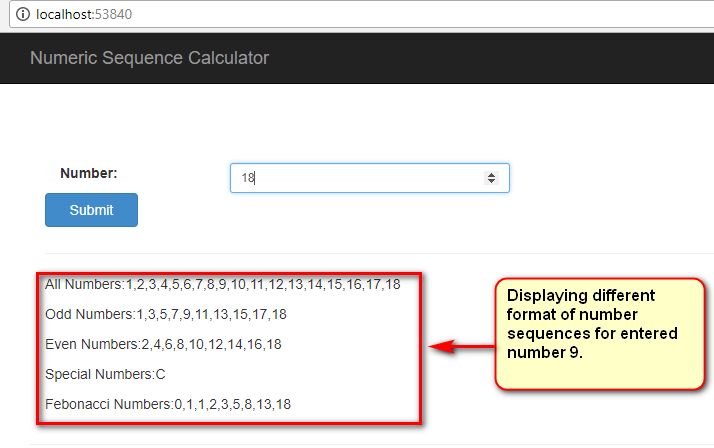 localhost:53840
Numeric Sequence Calculator
Number:
18
Submit
All Numbers:1,2,3,4,5,6,7,8,9,10,11,12,13,14,15,16,17,18
Odd Numbers:1,3,5,7,9,11,13,15,17,18
Even Numbers:2,4,6,8,10,12,14,16,18
Special Numbers:C
Febonacci Numbers:0,1,1,2,3,5,8,13,18
Displaying different
format of number
sequences for entered
number 9.